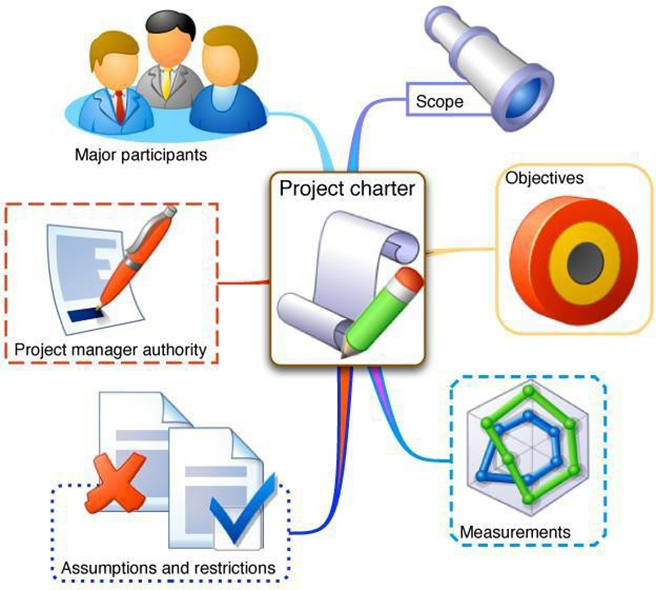 Scope
Major participants
Objectives
Project charter
Project manager authority
Measurements
Assumptions and restrictions